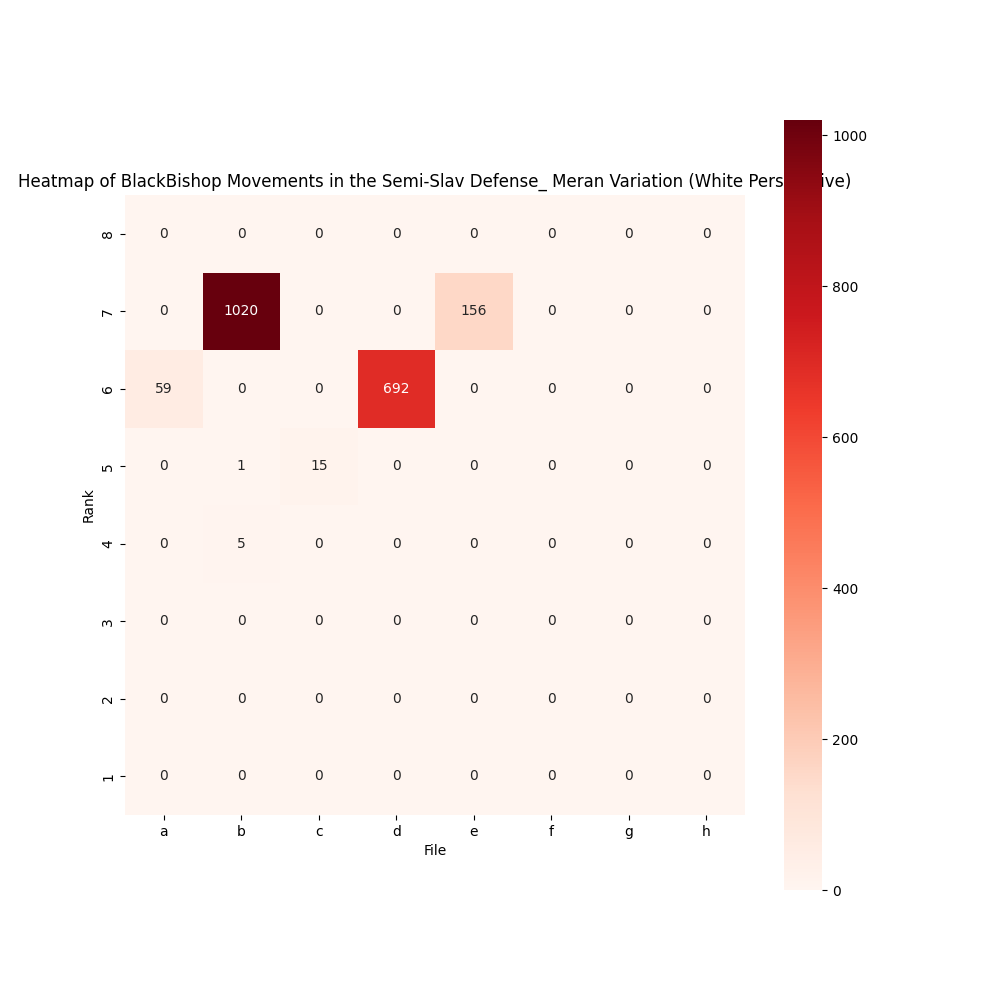 Heatmap of BlackBishop Movements in the Semi-Slav Defense_ Meran Variation (White Pers ive)
8 0 0 0 0 0 0 0 0
7 0 1020 0 0 156 0 0 0
6 59 0 0 692 0 0 0 0
5 0 1 15 0 0 0 0 0
4 0 5 0 0 0 0 0 0
3 0 0 0 0 0 0 0 0
2 0 0 0 0 0 0 0 0
1 0 0 0 0 0 0 0 0
a b c d e f g h
File
Rank
1000
800
600
400
200
0